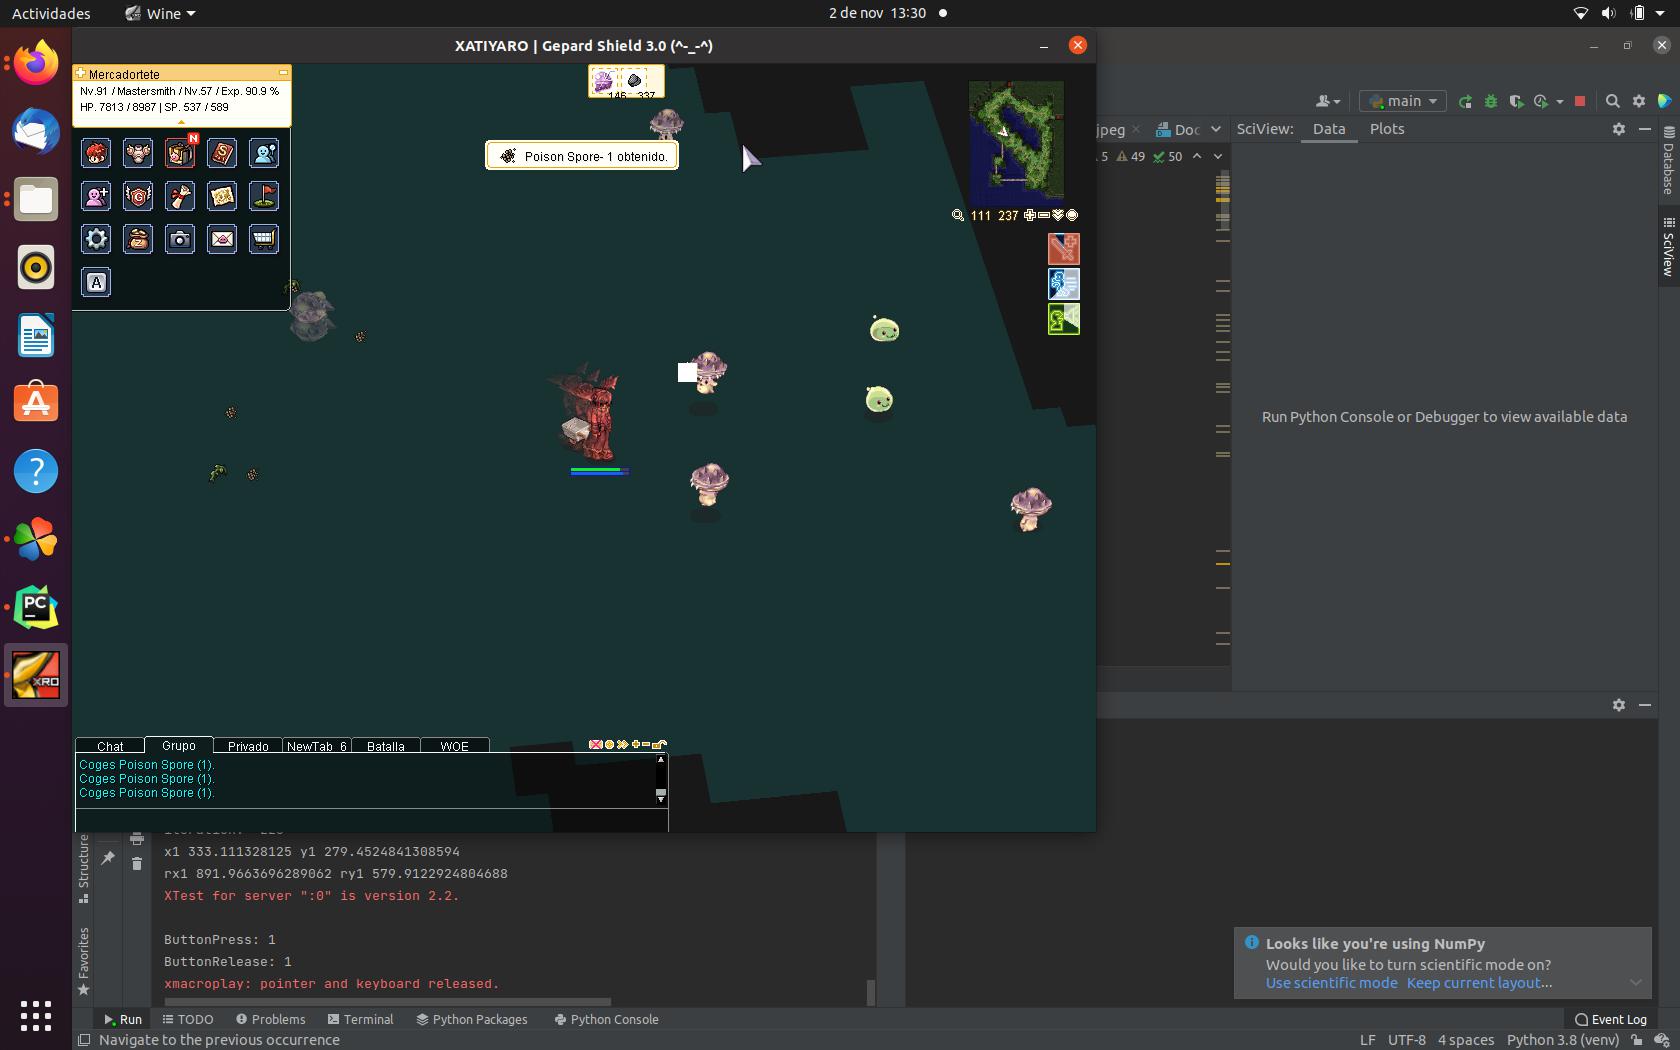 Actividades
Wine
2 de nov 13:30
XATIYARO | Gepard Shield 3.0 (^-_-^)
Mercadortete
Nv.91 / Mastersmith / Nv.57 / Exp. 90.9 %
HP. 7813 / 8987 | SP. 537 / 589
N
A
146 337
Poison Spore- 1 obtenido.
111 237
main
jpeg
Doc
SciView:
Data
Plots
5
49
50
Database
SciView
Run Python Console or Debugger to view available data
PC
XRO
Chat
Grupo
Privado
NewTab_6
Batalla
WOE
Coges Poison Spore (1).
Coges Poison Spore (1).
Coges Poison Spore (1).
x1 333.111328125 y1 279.4524841308594
rx1 891.9663696289062 ry1 579.9122924804688
XTest for server ":0" is version 2.2.
ButtonPress: 1
ButtonRelease: 1
xmacroplay: pointer and keyboard released.
Structure
Favorites
Looks like you're using NumPy
Would you like to turn scientific mode on?
Use scientific mode Keep current layout...
Run
TODO
Problems
Terminal
Python Packages
Python Console
Event Log
Navigate to the previous occurrence
LF UTF-8 4 spaces Python 3.8 (venv)